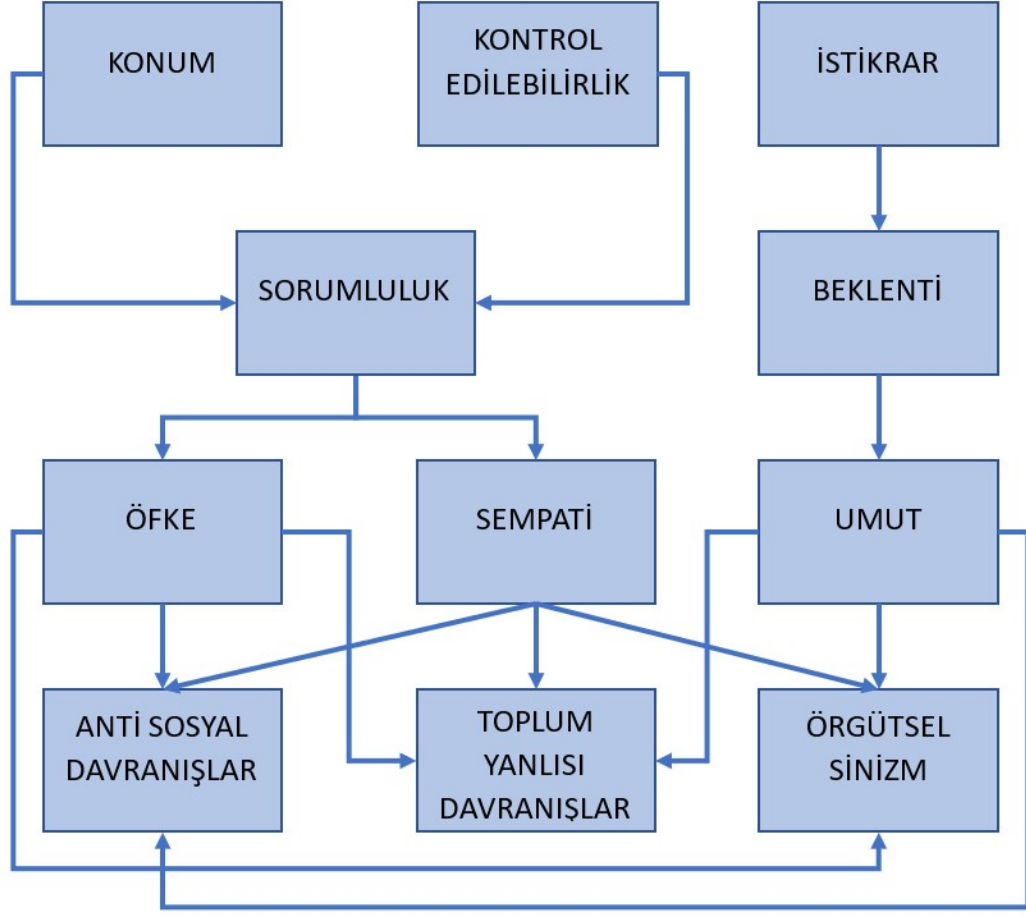 KONUM
KONTROL
EDİLEBİLİRLİK
İSTİKRAR
SORUMLULUK
BEKLENTİ
ÖFKE
SEMPATİ
UMUT
ANTİ SOSYAL
DAVRANIŞLAR
TOPLUM
YANLISI
DAVRANIŞLAR
ÖRGÜTSEL
SİNİZM